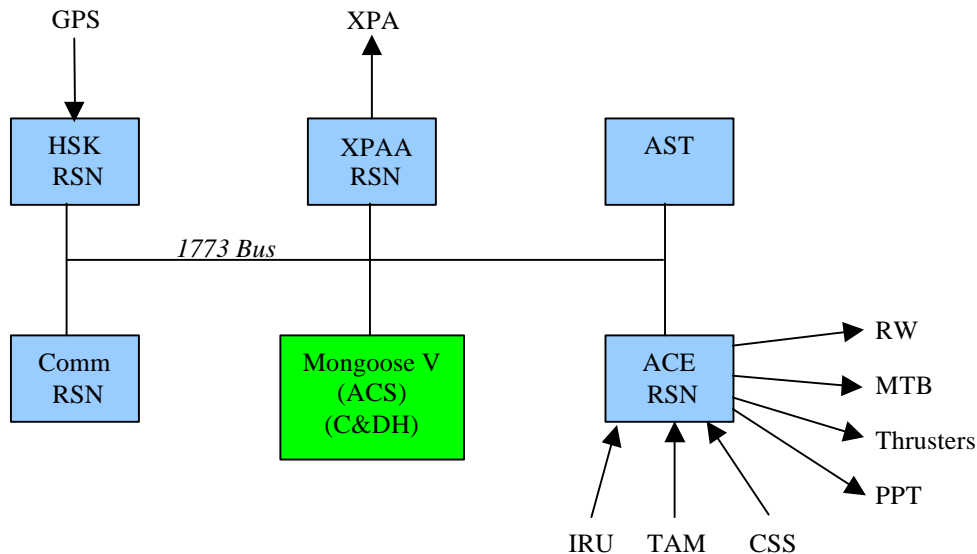 GPS
XPA
HSK
RSN
XPAA
RSN
AST
1773 Bus
Comm
RSN
Mongoose V
(ACS)
(C&DH)
ACE
RSN
RW
MTB
Thrusters
PPT
IRU
TAM
CSS